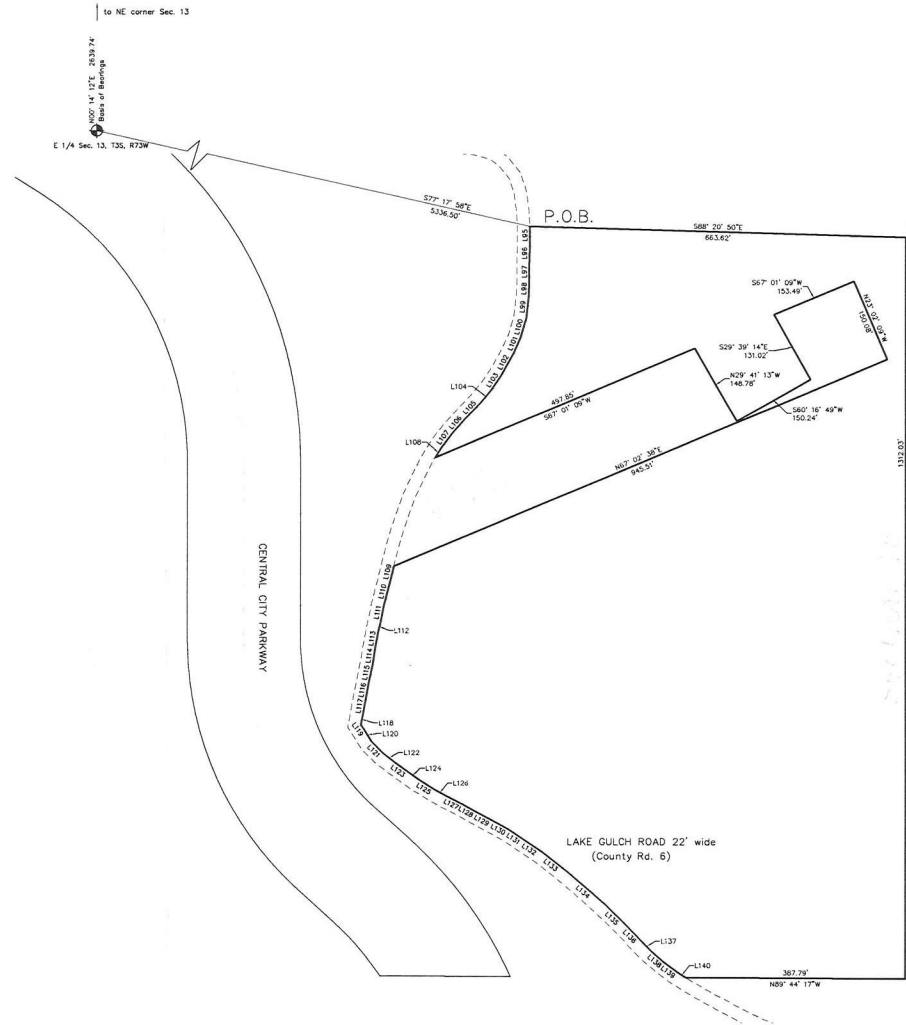 to NE corner Sec. 13
N00° 14' 12"E 2639.74'
Basis of Bearings
E 1/4 Sec. 13, T3S, R73W
S77° 17' 58"E
5336.50'
P.O.B.
S88° 20' 50"E
663.62'
L95
L96
L97
L98
L99
L100
L101
L102
L103
L104
L105
L106
L107
L108
S67° 01' 09"W
153.49'
N23° 02' 09"W
150.08'
S29° 39' 14"E
131.02'
N29° 41' 13"W
148.78'
S60° 16' 49"W
150.24'
497.85'
S67° 01' 09"W
N67° 02' 38"E
945.51'
1312.03'
CENTRAL CITY PARKWAY
L109
L110
L111
L112
L113
L114
L115
L116
L117
L118
L119
L120
L121
L122
L123
L124
L125
L126
L127
L128
L129
L130
L131
L132
L133
L134
L135
L136
L137
L138
L139
L140
LAKE GULCH ROAD 22' wide
(County Rd. 6)
387.79'
N89° 44' 17"W